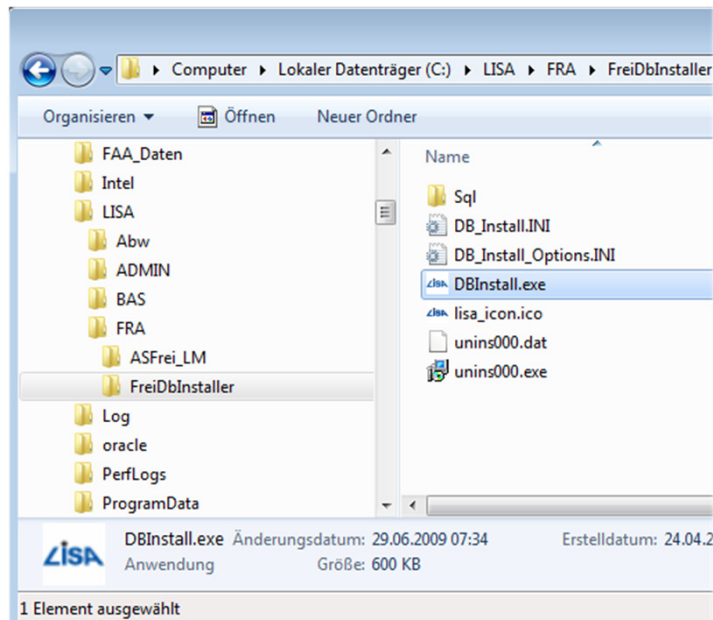 Computer ▸ Lokaler Datenträger (C:) ▸ LISA ▸ FRA ▸ FreiDbInstaller
Organisieren Öffnen Neuer Ordner
FAA_Daten
Intel
LISA
Abw
ADMIN
BAS
FRA
ASFrei_LM
FreiDbInstaller
Log
oracle
PerfLogs
ProgramData
Name
Sql
DB_Install.INI
DB_Install_Options.INI
LISA DBInstall.exe
LISA lisa_icon.ico
unins000.dat
unins000.exe
LISA
DBInstall.exe Änderungsdatum: 29.06.2009 07:34 Erstelldatum: 24.04.2
Anwendung Größe: 600 KB
1 Element ausgewählt